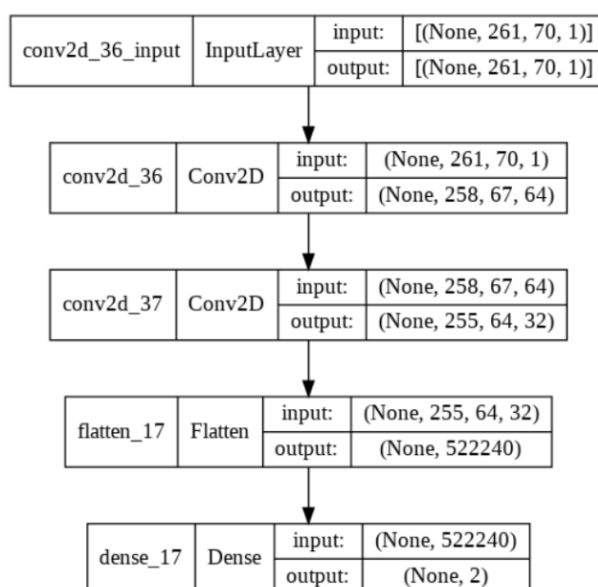 conv2d_36_input InputLayer input: [(None, 261, 70, 1)]
output: [(None, 261, 70, 1)]
conv2d_36 Conv2D input: (None, 261, 70, 1)
output: (None, 258, 67, 64)
conv2d_37 Conv2D input: (None, 258, 67, 64)
output: (None, 255, 64, 32)
flatten_17 Flatten input: (None, 255, 64, 32)
output: (None, 522240)
dense_17 Dense input: (None, 522240)
output: (None, 2)